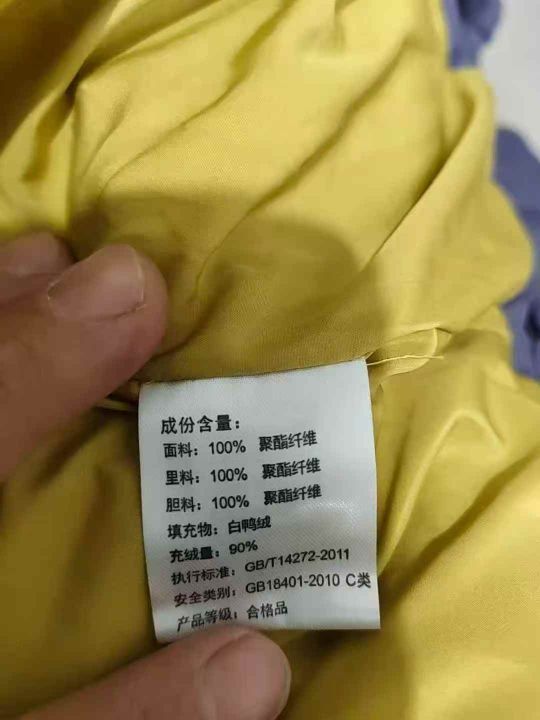 成份含量：
面料：100% 聚酯纤维
里料：100% 聚酯纤维
胆料：100% 聚酯纤维
填充物：白鸭绒
充绒量：90%
执行标准：GB/T14272-2011
安全类别：GB18401-2010 C类
产品等级：合格品